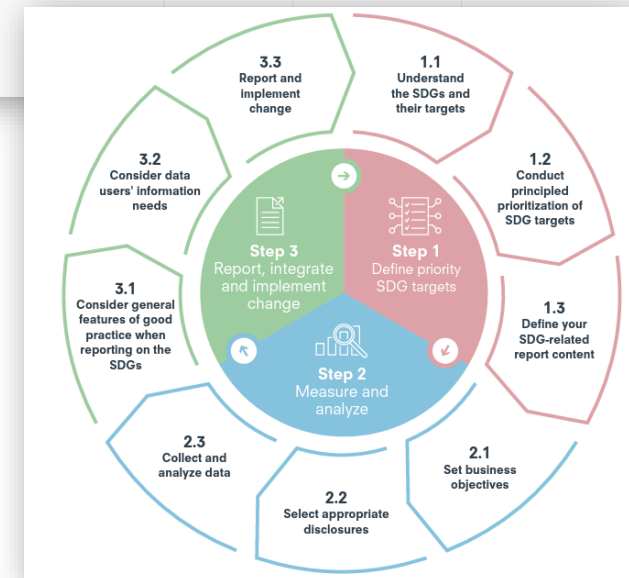 3.3
Report and
implement
change
1.1
Understand
the SDGs and
their targets
3.2
Consider data
users' information
needs
1.2
Conduct
principled
prioritization of
SDG targets
Step 3
Report, integrate
and implement
change
Step 1
Define priority
SDG targets
3.1
Consider general
features of good
practice when
reporting on the
SDGs
1.3
Define your
SDG-related
report content
Step 2
Measure and
analyze
2.3
Collect and
analyze data
2.1
Set business
objectives
2.2
Select appropriate
disclosures